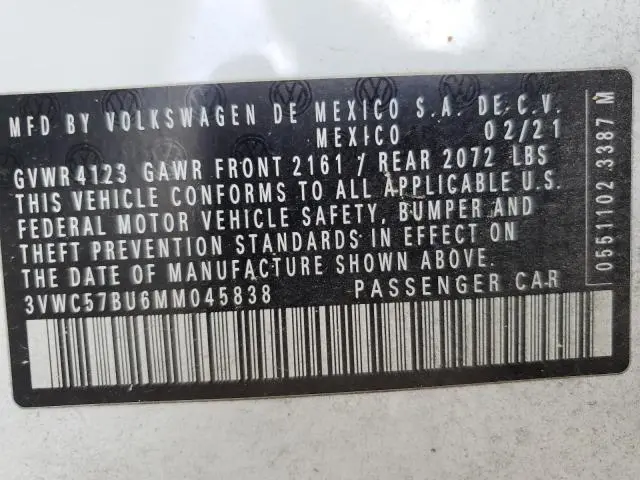 MFD BY VOLKSWAGEN DE MEXICO S.A. DE.C.V.
MEXICO 02/21
GVWR4123 GAWR FRONT 2161 / REAR 2072 LBS
THIS VEHICLE CONFORMS TO ALL APPLICABLE U.S.
FEDERAL MOTOR VEHICLE SAFETY, BUMPER AND
THEFT PREVENTION STANDARDS IN EFFECT ON
THE DATE OF MANUFACTURE SHOWN ABOVE.
3VWC57BU6MM045838 PASSENGER CAR
0551102 3387 M